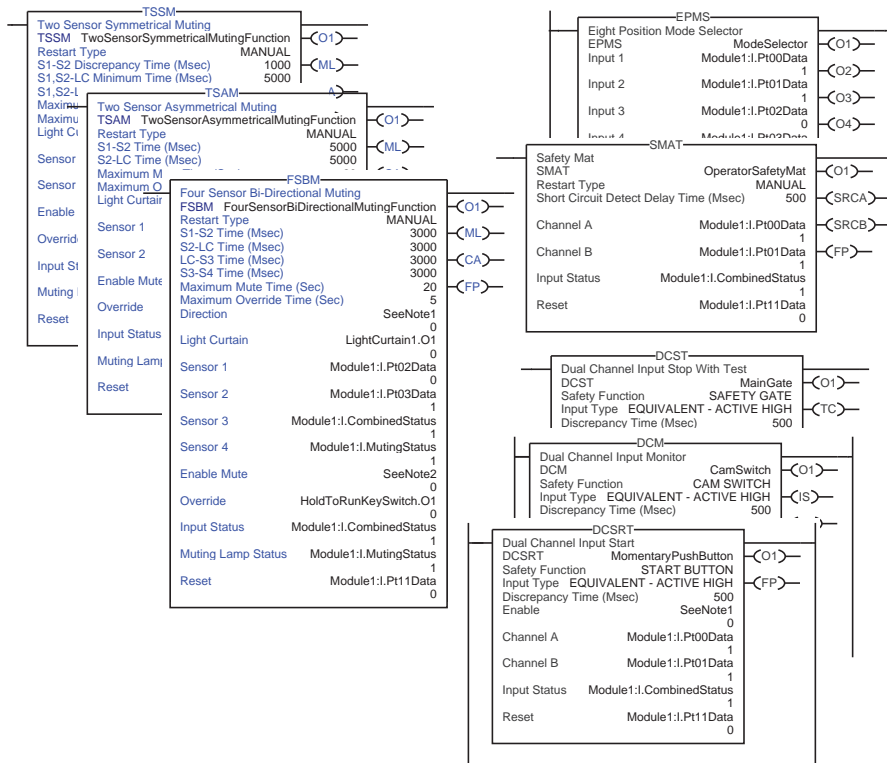 TSSM
Two Sensor Symmetrical Muting
TSSM TwoSensorSymmetricalMutingFunction O1
Restart Type MANUAL
S1-S2 Discrepancy Time (Msec) 1000 ML
S1,S2-LC Minimum Time (Msec) 5000
S1,S2-L
Maximu
Light Cu
Sensor
Sensor
Enable
Override
Input St
Muting
Reset
TSAM
Two Sensor Asymmetrical Muting
TSAM TwoSensorAsymmetricalMutingFunction O1
Restart Type MANUAL
S1-S2 Time (Msec) 5000 ML
S2-LC Time (Msec) 5000
Maximum M
Maximum O
Light Curtain
Sensor 1
Sensor 2
Enable Mute
Override
Input Status
Muting Lamp
Reset
FSBM
Four Sensor Bi-Directional Muting
FSBM FourSensorBiDirectionalMutingFunction O1
Restart Type MANUAL
S1-S2 Time (Msec) 3000 ML
S2-LC Time (Msec) 3000
LC-S3 Time (Msec) 3000 CA
S3-S4 Time (Msec) 3000
Maximum Mute Time (Sec) 20 FP
Maximum Override Time (Sec) 5
Direction SeeNote1
0
Light Curtain LightCurtain1.O1
0
Sensor 1 Module1:I.Pt02Data
0
Sensor 2 Module1:I.Pt03Data
1
Sensor 3 Module1:I.CombinedStatus
1
Sensor 4 Module1:I.MutingStatus
1
Enable Mute SeeNote2
0
Override HoldToRunKeySwitch.O1
0
Input Status Module1:I.CombinedStatus
1
Muting Lamp Status Module1:I.MutingStatus
1
Reset Module1:I.Pt11Data
0
EPMS
Eight Position Mode Selector
EPMS ModeSelector O1
Input 1 Module1:I.Pt00Data
1 O2
Input 2 Module1:I.Pt01Data
1 O3
Input 3 Module1:I.Pt02Data
0 O4
Input 4 Module1:I.Pt03Data
SMAT
Safety Mat
SMAT OperatorSafetyMat O1
Restart Type MANUAL
Short Circuit Detect Delay Time (Msec) 500 SRCA
Channel A Module1:I.Pt00Data SRCB
1
Channel B Module1:I.Pt01Data FP
1
Input Status Module1:I.CombinedStatus
1
Reset Module1:I.Pt11Data
0
DCST
Dual Channel Input Stop With Test
DCST MainGate O1
Safety Function SAFETY GATE
Input Type EQUIVALENT - ACTIVE HIGH TC
Discrepancy Time (Msec) 500
DCM
Dual Channel Input Monitor
DCM CamSwitch O1
Safety Function CAM SWITCH
Input Type EQUIVALENT - ACTIVE HIGH IS
Discrepancy Time (Msec) 500
DCSRT
Dual Channel Input Start
DCSRT MomentaryPushButton O1
Safety Function START BUTTON
Input Type EQUIVALENT - ACTIVE HIGH FP
Discrepancy Time (Msec) 500
Enable SeeNote1
0
Channel A Module1:I.Pt00Data
1
Channel B Module1:I.Pt01Data
1
Input Status Module1:I.CombinedStatus
1
Reset Module1:I.Pt11Data
0